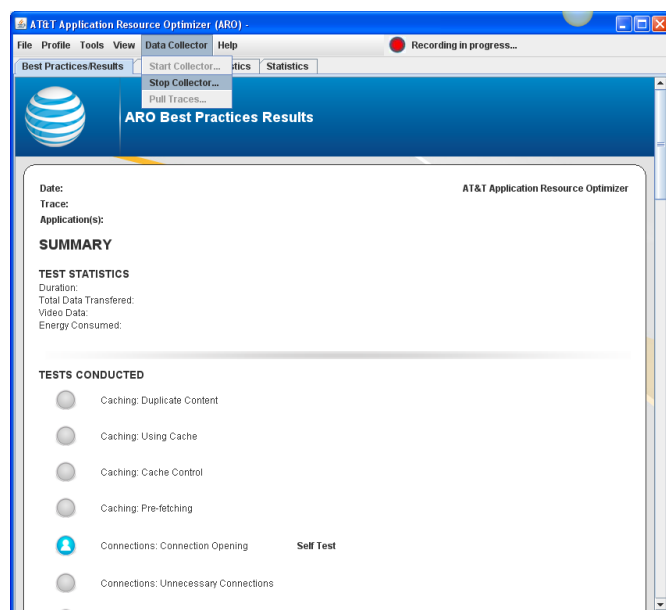 AT&T Application Resource Optimizer (ARO) -
File Profile Tools View Data Collector Help Recording in progress...
Best Practices/Results Start Collector... stics Statistics
Stop Collector...
Pull Traces...
ARO Best Practices Results
Date: AT&T Application Resource Optimizer
Trace:
Application(s):
SUMMARY
TEST STATISTICS
Duration:
Total Data Transfered:
Video Data:
Energy Consumed:
TESTS CONDUCTED
Caching: Duplicate Content
Caching: Using Cache
Caching: Cache Control
Caching: Pre-fetching
Connections: Connection Opening Self Test
Connections: Unnecessary Connections